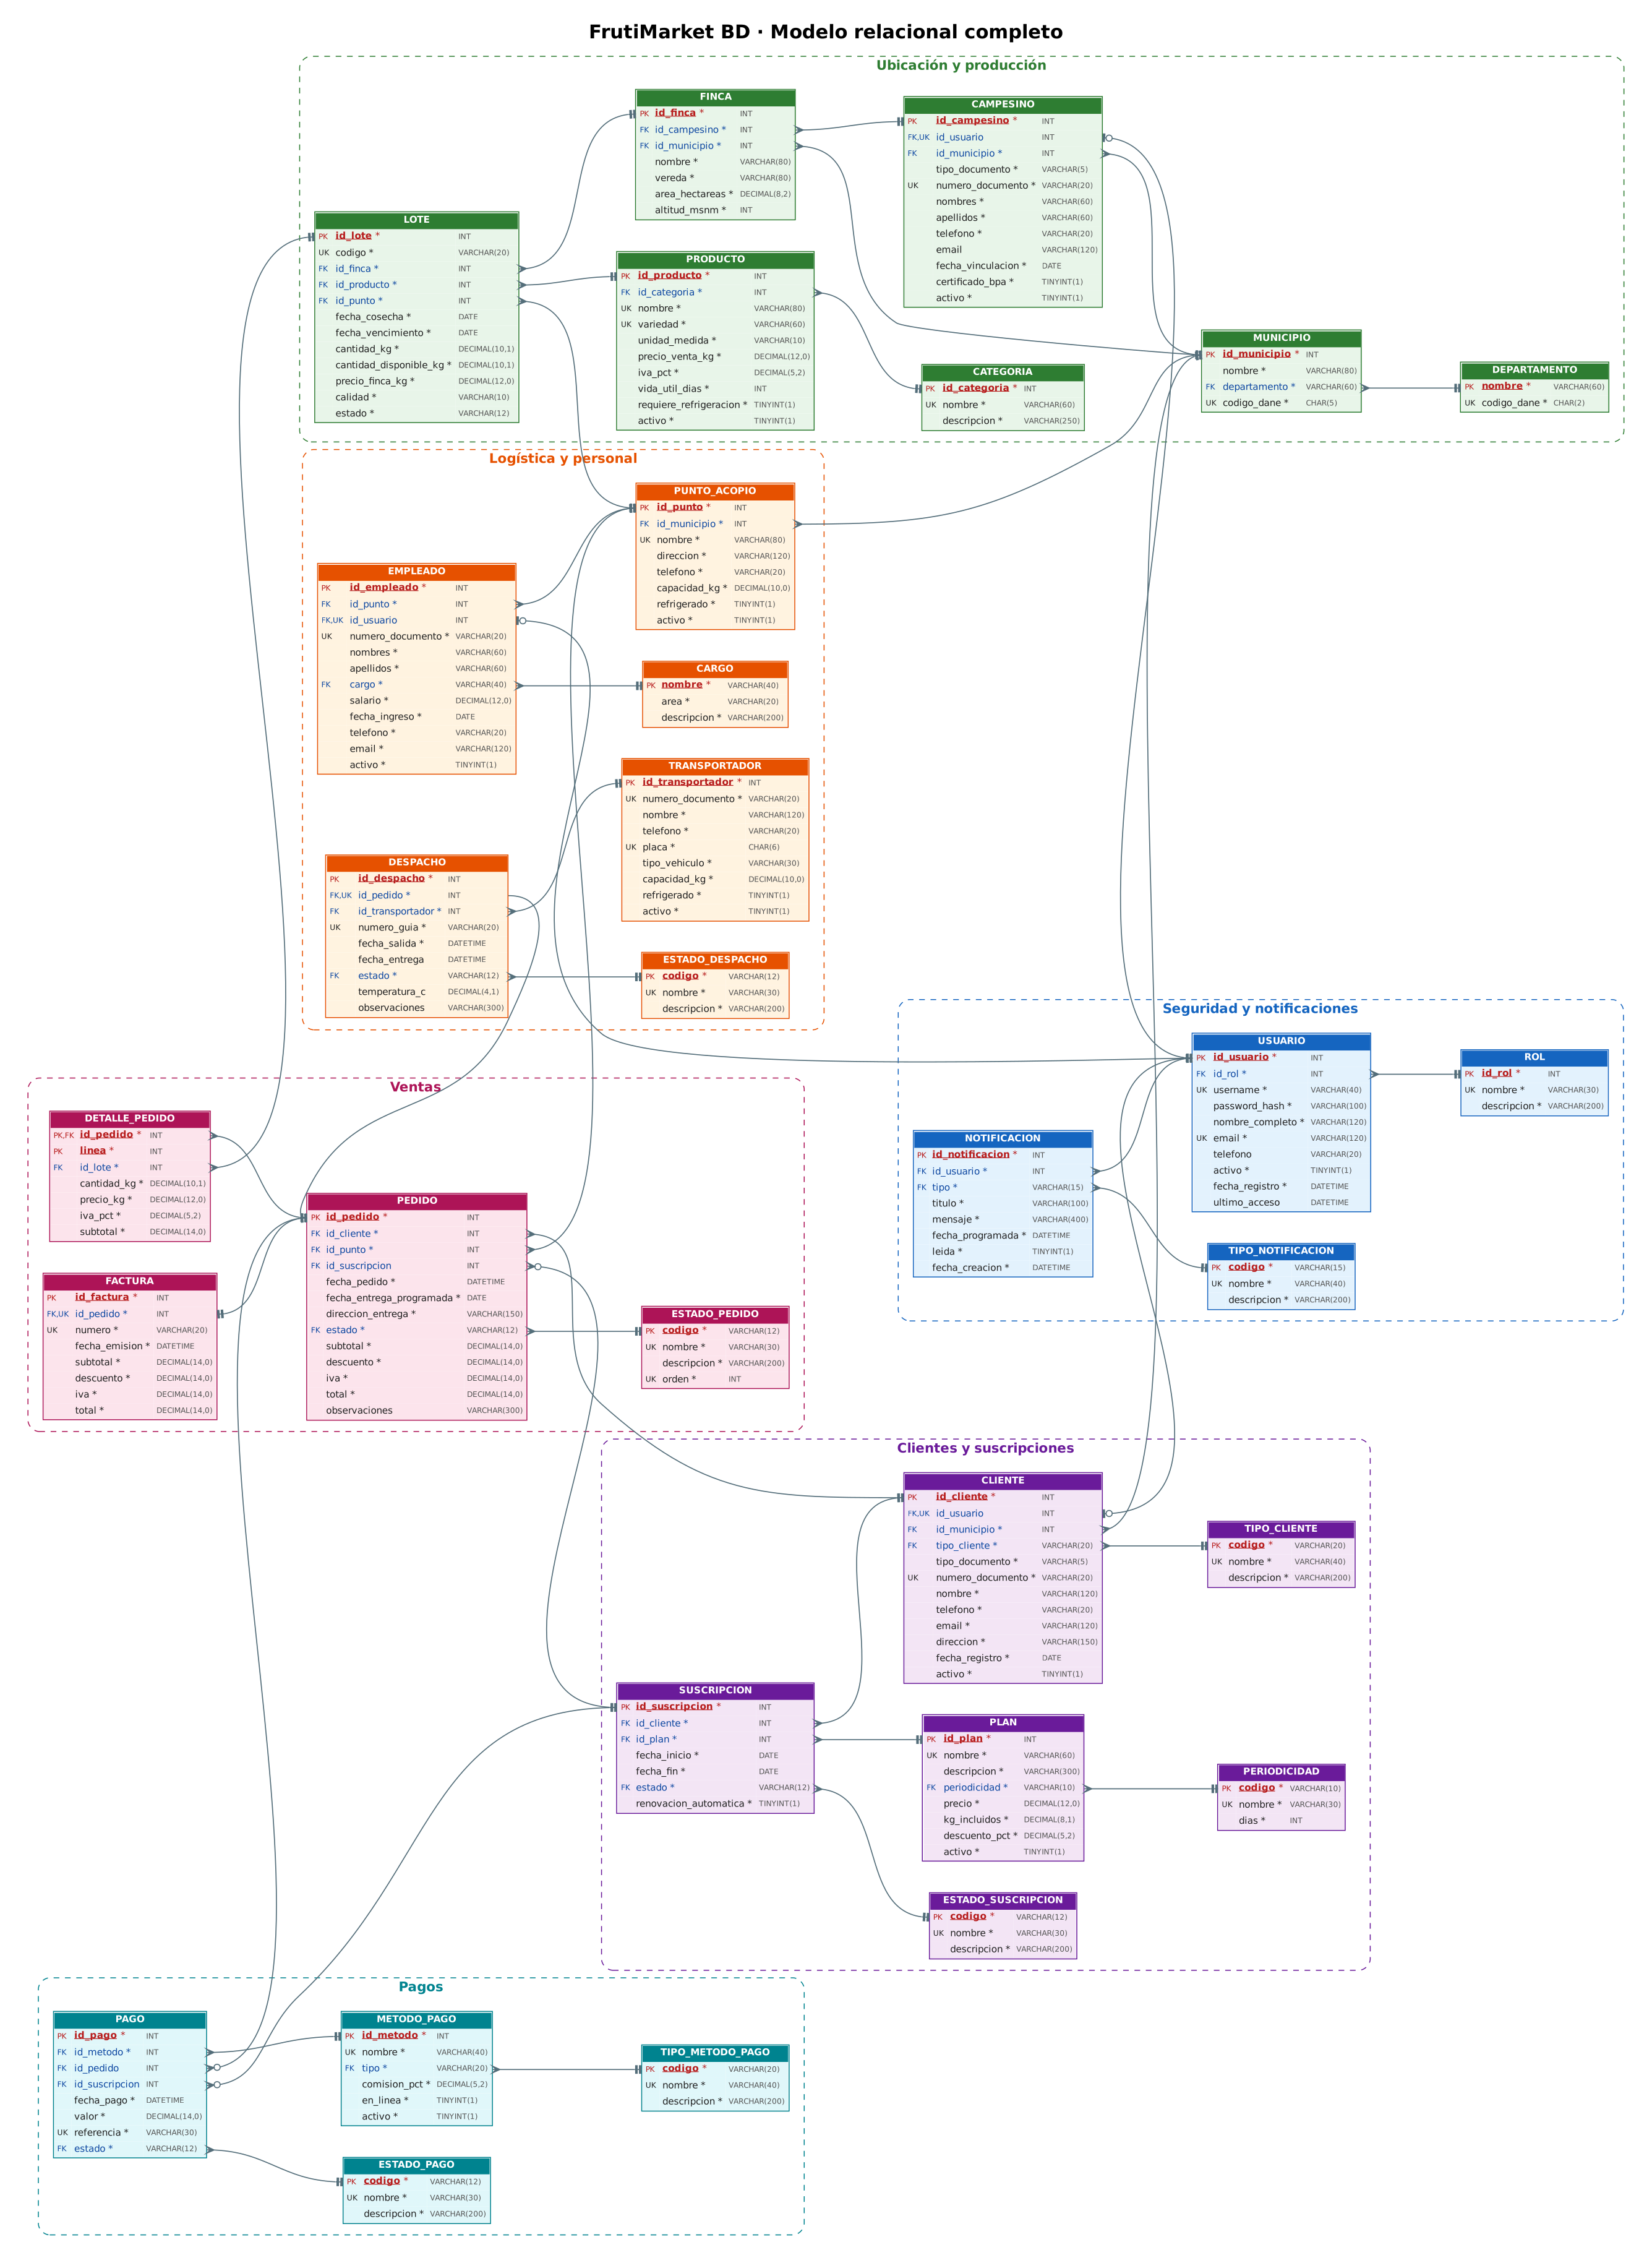 FrutiMarket BD · Modelo relacional completo
Ubicación y producción
FINCA
PK id_finca * INT
FK id_campesino * INT
FK id_municipio * INT
nombre * VARCHAR(80)
vereda * VARCHAR(80)
area_hectareas * DECIMAL(8,2)
altitud_msnm * INT
CAMPESINO
PK id_campesino * INT
FK,UK id_usuario INT
FK id_municipio * INT
tipo_documento * VARCHAR(5)
UK numero_documento * VARCHAR(20)
nombres * VARCHAR(60)
apellidos * VARCHAR(60)
telefono * VARCHAR(20)
email VARCHAR(120)
fecha_vinculacion * DATE
certificado_bpa * TINYINT(1)
activo * TINYINT(1)
LOTE
PK id_lote * INT
UK codigo * VARCHAR(20)
FK id_finca * INT
FK id_producto * INT
FK id_punto * INT
fecha_cosecha * DATE
fecha_vencimiento * DATE
cantidad_kg * DECIMAL(10,1)
cantidad_disponible_kg * DECIMAL(10,1)
precio_finca_kg * DECIMAL(12,0)
calidad * VARCHAR(10)
estado * VARCHAR(12)
PRODUCTO
PK id_producto * INT
FK id_categoria * INT
UK nombre * VARCHAR(80)
UK variedad * VARCHAR(60)
unidad_medida * VARCHAR(10)
precio_venta_kg * DECIMAL(12,0)
iva_pct * DECIMAL(5,2)
vida_util_dias * INT
requiere_refrigeracion * TINYINT(1)
activo * TINYINT(1)
CATEGORIA
PK id_categoria * INT
UK nombre * VARCHAR(60)
descripcion * VARCHAR(250)
MUNICIPIO
PK id_municipio * INT
nombre * VARCHAR(80)
FK departamento * VARCHAR(60)
UK codigo_dane * CHAR(5)
DEPARTAMENTO
PK nombre * VARCHAR(60)
UK codigo_dane * CHAR(2)
Logística y personal
PUNTO_ACOPIO
PK id_punto * INT
FK id_municipio * INT
UK nombre * VARCHAR(80)
direccion * VARCHAR(120)
telefono * VARCHAR(20)
capacidad_kg * DECIMAL(10,0)
refrigerado * TINYINT(1)
activo * TINYINT(1)
EMPLEADO
PK id_empleado * INT
FK id_punto * INT
FK,UK id_usuario INT
UK numero_documento * VARCHAR(20)
nombres * VARCHAR(60)
apellidos * VARCHAR(60)
FK cargo * VARCHAR(40)
salario * DECIMAL(12,0)
fecha_ingreso * DATE
telefono * VARCHAR(20)
email * VARCHAR(120)
activo * TINYINT(1)
CARGO
PK nombre * VARCHAR(40)
area * VARCHAR(20)
descripcion * VARCHAR(200)
TRANSPORTADOR
PK id_transportador * INT
UK numero_documento * VARCHAR(20)
nombre * VARCHAR(120)
telefono * VARCHAR(20)
UK placa * CHAR(6)
tipo_vehiculo * VARCHAR(30)
capacidad_kg * DECIMAL(10,0)
refrigerado * TINYINT(1)
activo * TINYINT(1)
DESPACHO
PK id_despacho * INT
FK,UK id_pedido * INT
FK id_transportador * INT
UK numero_guia * VARCHAR(20)
fecha_salida * DATETIME
fecha_entrega DATETIME
FK estado * VARCHAR(12)
temperatura_c DECIMAL(4,1)
observaciones VARCHAR(300)
ESTADO_DESPACHO
PK codigo * VARCHAR(12)
UK nombre * VARCHAR(30)
descripcion * VARCHAR(200)
Seguridad y notificaciones
USUARIO
PK id_usuario * INT
FK id_rol * INT
UK username * VARCHAR(40)
password_hash * VARCHAR(100)
nombre_completo * VARCHAR(120)
UK email * VARCHAR(120)
telefono VARCHAR(20)
activo * TINYINT(1)
fecha_registro * DATETIME
ultimo_acceso DATETIME
ROL
PK id_rol * INT
UK nombre * VARCHAR(30)
descripcion * VARCHAR(200)
NOTIFICACION
PK id_notificacion * INT
FK id_usuario * INT
FK tipo * VARCHAR(15)
titulo * VARCHAR(100)
mensaje * VARCHAR(400)
fecha_programada * DATETIME
leida * TINYINT(1)
fecha_creacion * DATETIME
TIPO_NOTIFICACION
PK codigo * VARCHAR(15)
UK nombre * VARCHAR(40)
descripcion * VARCHAR(200)
Ventas
DETALLE_PEDIDO
PK,FK id_pedido * INT
PK linea * INT
FK id_lote * INT
cantidad_kg * DECIMAL(10,1)
precio_kg * DECIMAL(12,0)
iva_pct * DECIMAL(5,2)
subtotal * DECIMAL(14,0)
PEDIDO
PK id_pedido * INT
FK id_cliente * INT
FK id_punto * INT
FK id_suscripcion INT
fecha_pedido * DATETIME
fecha_entrega_programada * DATE
direccion_entrega * VARCHAR(150)
FK estado * VARCHAR(12)
subtotal * DECIMAL(14,0)
descuento * DECIMAL(14,0)
iva * DECIMAL(14,0)
total * DECIMAL(14,0)
observaciones VARCHAR(300)
FACTURA
PK id_factura * INT
FK,UK id_pedido * INT
UK numero * VARCHAR(20)
fecha_emision * DATETIME
subtotal * DECIMAL(14,0)
descuento * DECIMAL(14,0)
iva * DECIMAL(14,0)
total * DECIMAL(14,0)
ESTADO_PEDIDO
PK codigo * VARCHAR(12)
UK nombre * VARCHAR(30)
descripcion * VARCHAR(200)
UK orden * INT
Clientes y suscripciones
CLIENTE
PK id_cliente * INT
FK,UK id_usuario INT
FK id_municipio * INT
FK tipo_cliente * VARCHAR(20)
tipo_documento * VARCHAR(5)
UK numero_documento * VARCHAR(20)
nombre * VARCHAR(120)
telefono * VARCHAR(20)
email * VARCHAR(120)
direccion * VARCHAR(150)
fecha_registro * DATE
activo * TINYINT(1)
TIPO_CLIENTE
PK codigo * VARCHAR(20)
UK nombre * VARCHAR(40)
descripcion * VARCHAR(200)
SUSCRIPCION
PK id_suscripcion * INT
FK id_cliente * INT
FK id_plan * INT
fecha_inicio * DATE
fecha_fin * DATE
FK estado * VARCHAR(12)
renovacion_automatica * TINYINT(1)
PLAN
PK id_plan * INT
UK nombre * VARCHAR(60)
descripcion * VARCHAR(300)
FK periodicidad * VARCHAR(10)
precio * DECIMAL(12,0)
kg_incluidos * DECIMAL(8,1)
descuento_pct * DECIMAL(5,2)
activo * TINYINT(1)
PERIODICIDAD
PK codigo * VARCHAR(10)
UK nombre * VARCHAR(30)
dias * INT
ESTADO_SUSCRIPCION
PK codigo * VARCHAR(12)
UK nombre * VARCHAR(30)
descripcion * VARCHAR(200)
Pagos
PAGO
PK id_pago * INT
FK id_metodo * INT
FK id_pedido INT
FK id_suscripcion INT
fecha_pago * DATETIME
valor * DECIMAL(14,0)
UK referencia * VARCHAR(30)
FK estado * VARCHAR(12)
METODO_PAGO
PK id_metodo * INT
UK nombre * VARCHAR(40)
FK tipo * VARCHAR(20)
comision_pct * DECIMAL(5,2)
en_linea * TINYINT(1)
activo * TINYINT(1)
TIPO_METODO_PAGO
PK codigo * VARCHAR(20)
UK nombre * VARCHAR(40)
descripcion * VARCHAR(200)
ESTADO_PAGO
PK codigo * VARCHAR(12)
UK nombre * VARCHAR(30)
descripcion * VARCHAR(200)